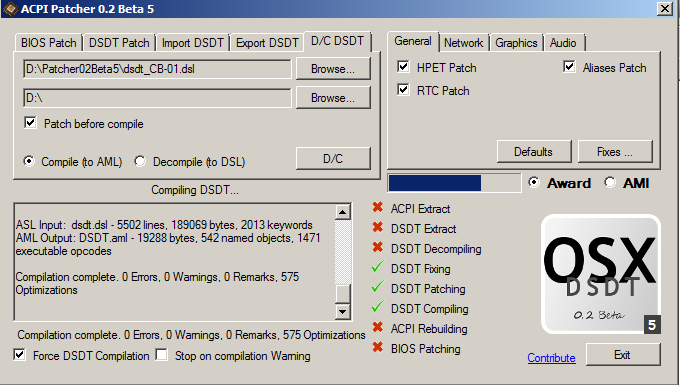 ACPI Patcher 0.2 Beta 5
BIOS Patch DSDT Patch Import DSDT Export DSDT D/C DSDT
D:\Patcher02Beta5\dsdt_CB-01.dsl Browse...
D:\ Browse...
Patch before compile
Compile (to AML) Decompile (to DSL) D/C
General Network Graphics Audio
HPET Patch Aliases Patch
RTC Patch
Defaults Fixes ...
Compiling DSDT...
Award AMI
ASL Input: dsdt.dsl - 5502 lines, 189069 bytes, 2013 keywords
AML Output: DSDT.aml - 19288 bytes, 542 named objects, 1471
executable opcodes
Compilation complete. 0 Errors, 0 Warnings, 0 Remarks, 575
Optimizations
Compilation complete. 0 Errors, 0 Warnings, 0 Remarks, 575 Optimizations
Force DSDT Compilation Stop on compilation Warning
ACPI Extract
DSDT Extract
DSDT Decompiling
DSDT Fixing
DSDT Patching
DSDT Compiling
ACPI Rebuilding
BIOS Patching
OSX
DSDT
0.2 Beta
5
Contribute Exit